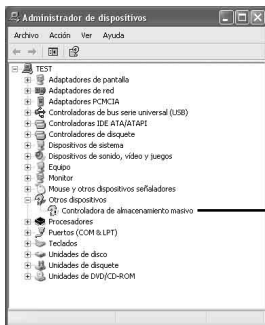 Administrador de dispositivos
Archivo Acción Ver Ayuda
TEST
Adaptadores de pantalla
Adaptadores de red
Adaptadores PCMCIA
Controladoras de bus serie universal (USB)
Controladoras IDE ATA/ATAPI
Controladores de disquete
Dispositivos de sistema
Dispositivos de sonido, vídeo y juegos
Equipo
Monitor
Mouse y otros dispositivos señaladores
Otros dispositivos
Controladora de almacenamiento masivo
Procesadores
Puertos (COM & LPT)
Teclados
Unidades de disco
Unidades de disquete
Unidades de DVD/CD-ROM